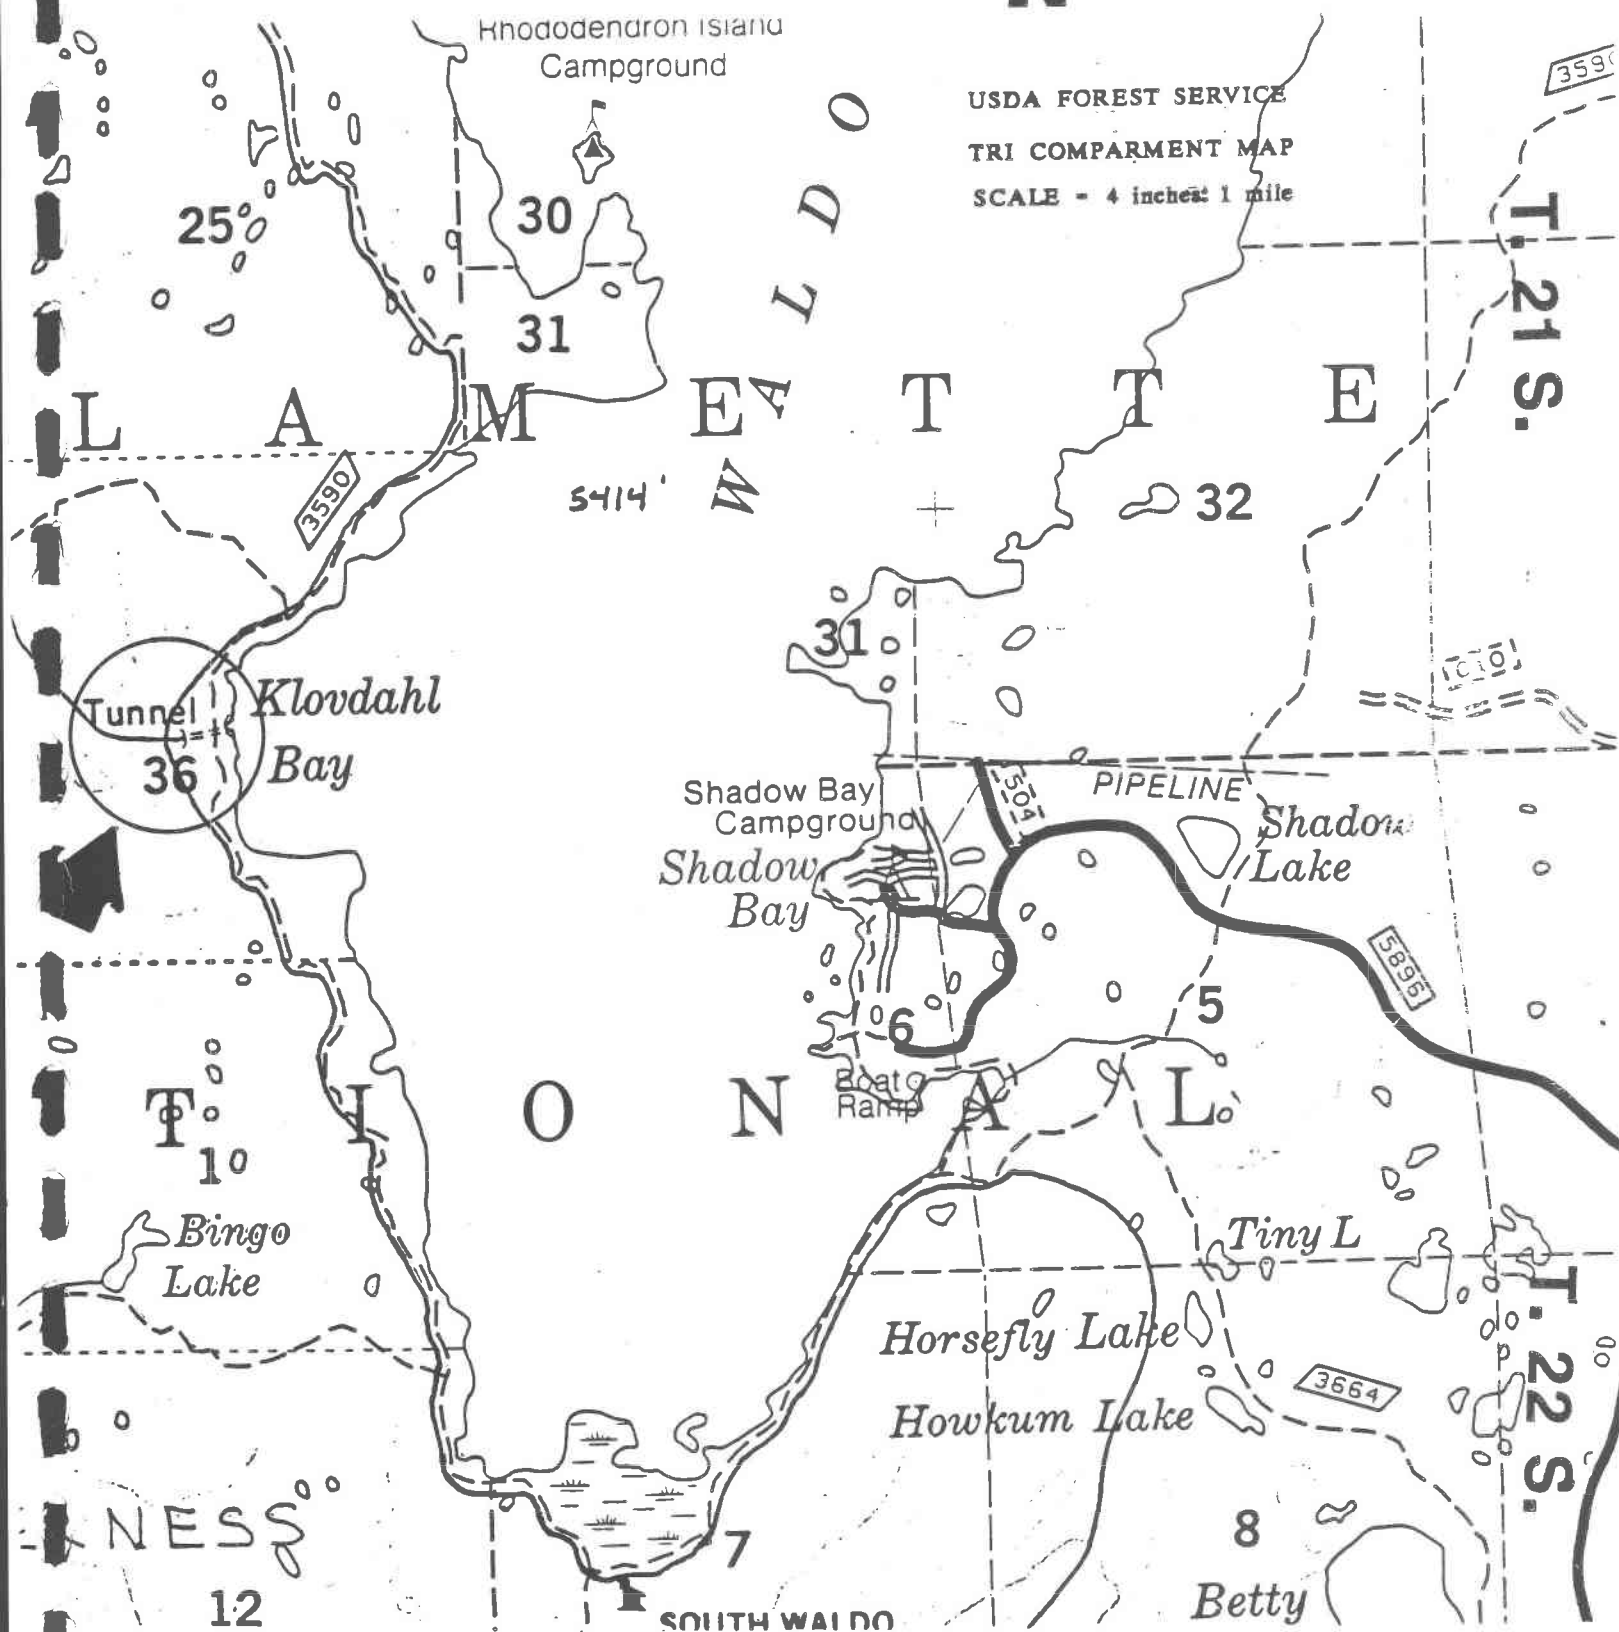 Rhododendron Island
Campground
USDA FOREST SERVICE
TRI COMPARMENT MAP
SCALE - 4 inches: 1 mile
T. 21 S.
25
30
31
W A L D O
L A M E T T E
3590
5414'
32
31
Tunnel
Klovdahl
Bay
36
Shadow Bay
Campground
504
PIPELINE
Shadow
Lake
Shadow
Bay
5896
5
6
Boat
Ramp
T I O N A L
1
Bingo
Lake
Tiny L
Horsefly Lake
T. 22 S.
3664
Howkum Lake
NESS
7
8
12
Betty
SOUTH WALDO